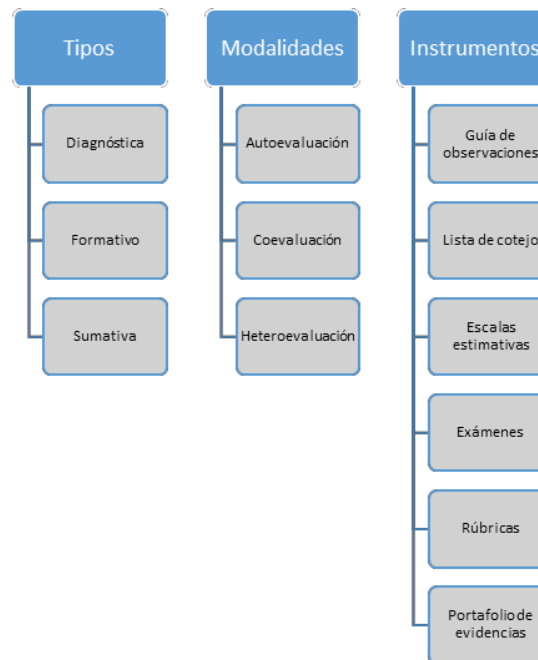 Tipos
Diagnóstica
Formativo
Sumativa
Modalidades
Autoevaluación
Coevaluación
Heteroevaluación
Instrumentos
Guía de
observaciones
Lista de cotejo
Escalas
estimativas
Exámenes
Rúbricas
Portafolio de
evidencias